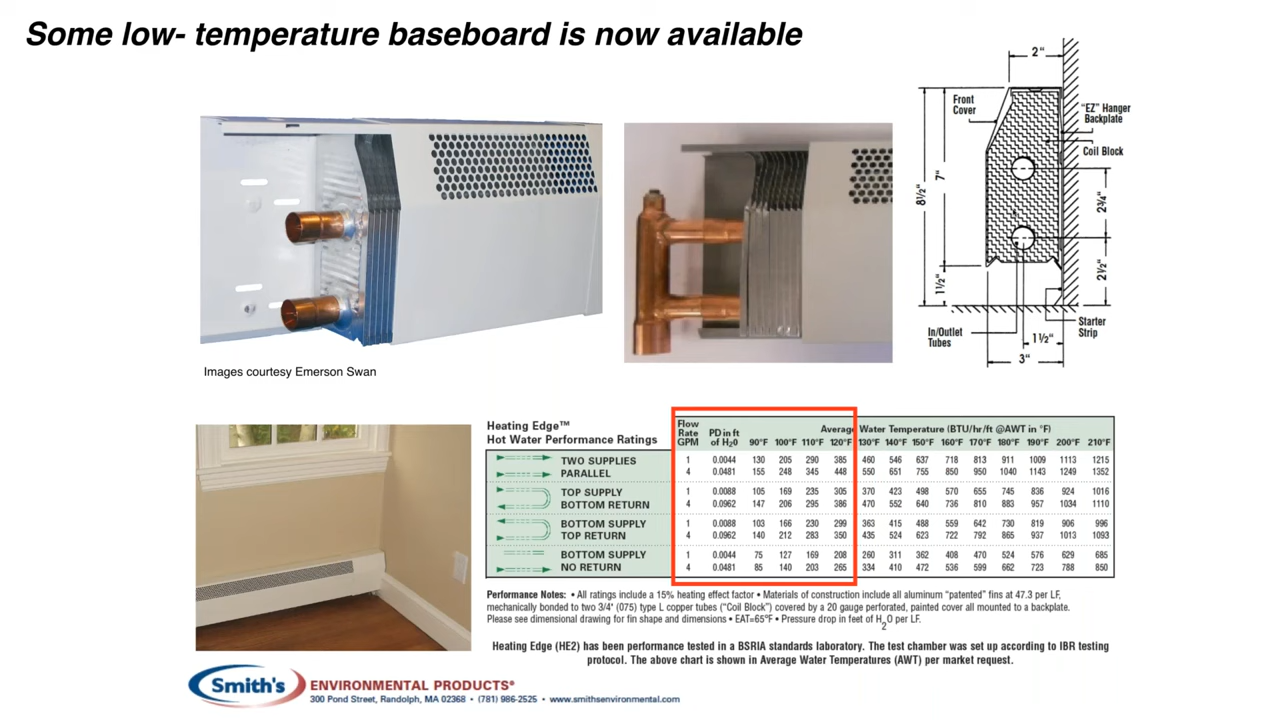 Some low- temperature baseboard is now available
2"
Front
Cover
"EZ" Hanger
Backplate
Coil Block
8½"
7"
2¾"
2½"
1½"
In/Outlet
Tubes
1½"
Starter
Strip
3"
Images courtesy Emerson Swan
Heating Edge™
Hot Water Performance Ratings
Flow
Rate
GPM
PD in ft
of H20
Average Water Temperature (BTU/hr/ft @AWT in °F)
90°F 100°F 110°F 120°F 130°F 140°F 150°F 160°F 170°F 180°F 190°F 200°F 210°F
TWO SUPPLIES 1 0.0044 130 205 290 385 460 546 637 718 813 911 1009 1113 1215
PARALLEL 4 0.0481 155 248 345 448 550 651 755 850 950 1040 1143 1249 1352
TOP SUPPLY 1 0.0088 105 169 235 305 370 423 498 570 655 745 836 924 1016
BOTTOM RETURN 4 0.0962 147 206 295 386 470 552 640 736 810 883 957 1034 1110
BOTTOM SUPPLY 1 0.0088 103 166 230 299 363 415 488 559 642 730 819 906 996
TOP RETURN 4 0.0962 140 212 283 350 435 524 623 722 792 865 937 1013 1093
BOTTOM SUPPLY 1 0.0044 75 127 169 208 260 311 362 408 470 524 576 629 685
NO RETURN 4 0.0481 85 140 203 265 334 410 472 536 599 662 723 788 850
Performance Notes: • All ratings include a 15% heating effect factor • Materials of construction include all aluminum "patented" fins at 47.3 per LF,
mechanically bonded to two 3/4" (075) type L copper tubes ("Coil Block") covered by a 20 gauge perforated, painted cover all mounted to a backplate.
Please see dimensional drawing for fin shape and dimensions • EAT=65°F • Pressure drop in feet of H2O per LF.
Heating Edge (HE2) has been performance tested in a BSRIA standards laboratory. The test chamber was set up according to IBR testing
protocol. The above chart is shown in Average Water Temperatures (AWT) per market request.
Smith's ENVIRONMENTAL PRODUCTS®
300 Pond Street, Randolph, MA 02368 • (781) 986-2525 • www.smithsenvironmental.com